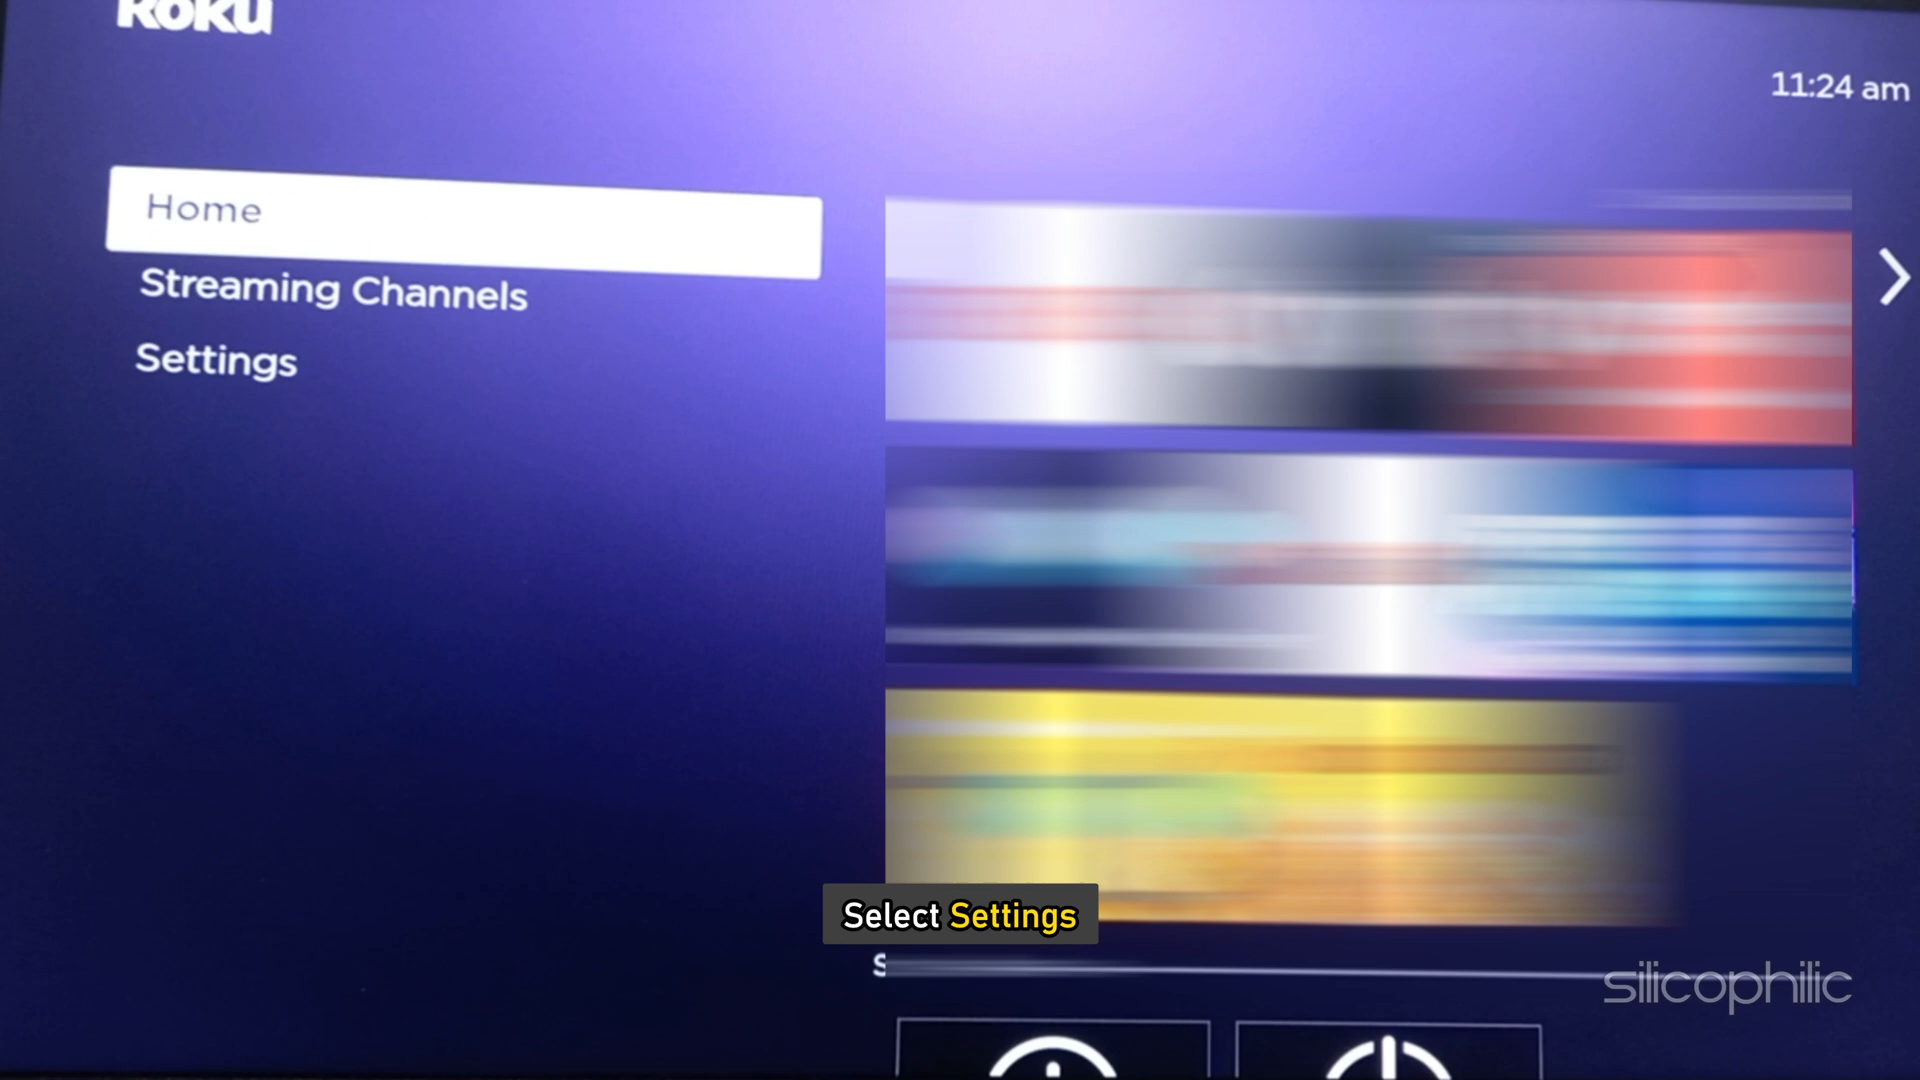 Roku
11:24 am
Home
Streaming Channels
Settings
Select Settings
silicophilic